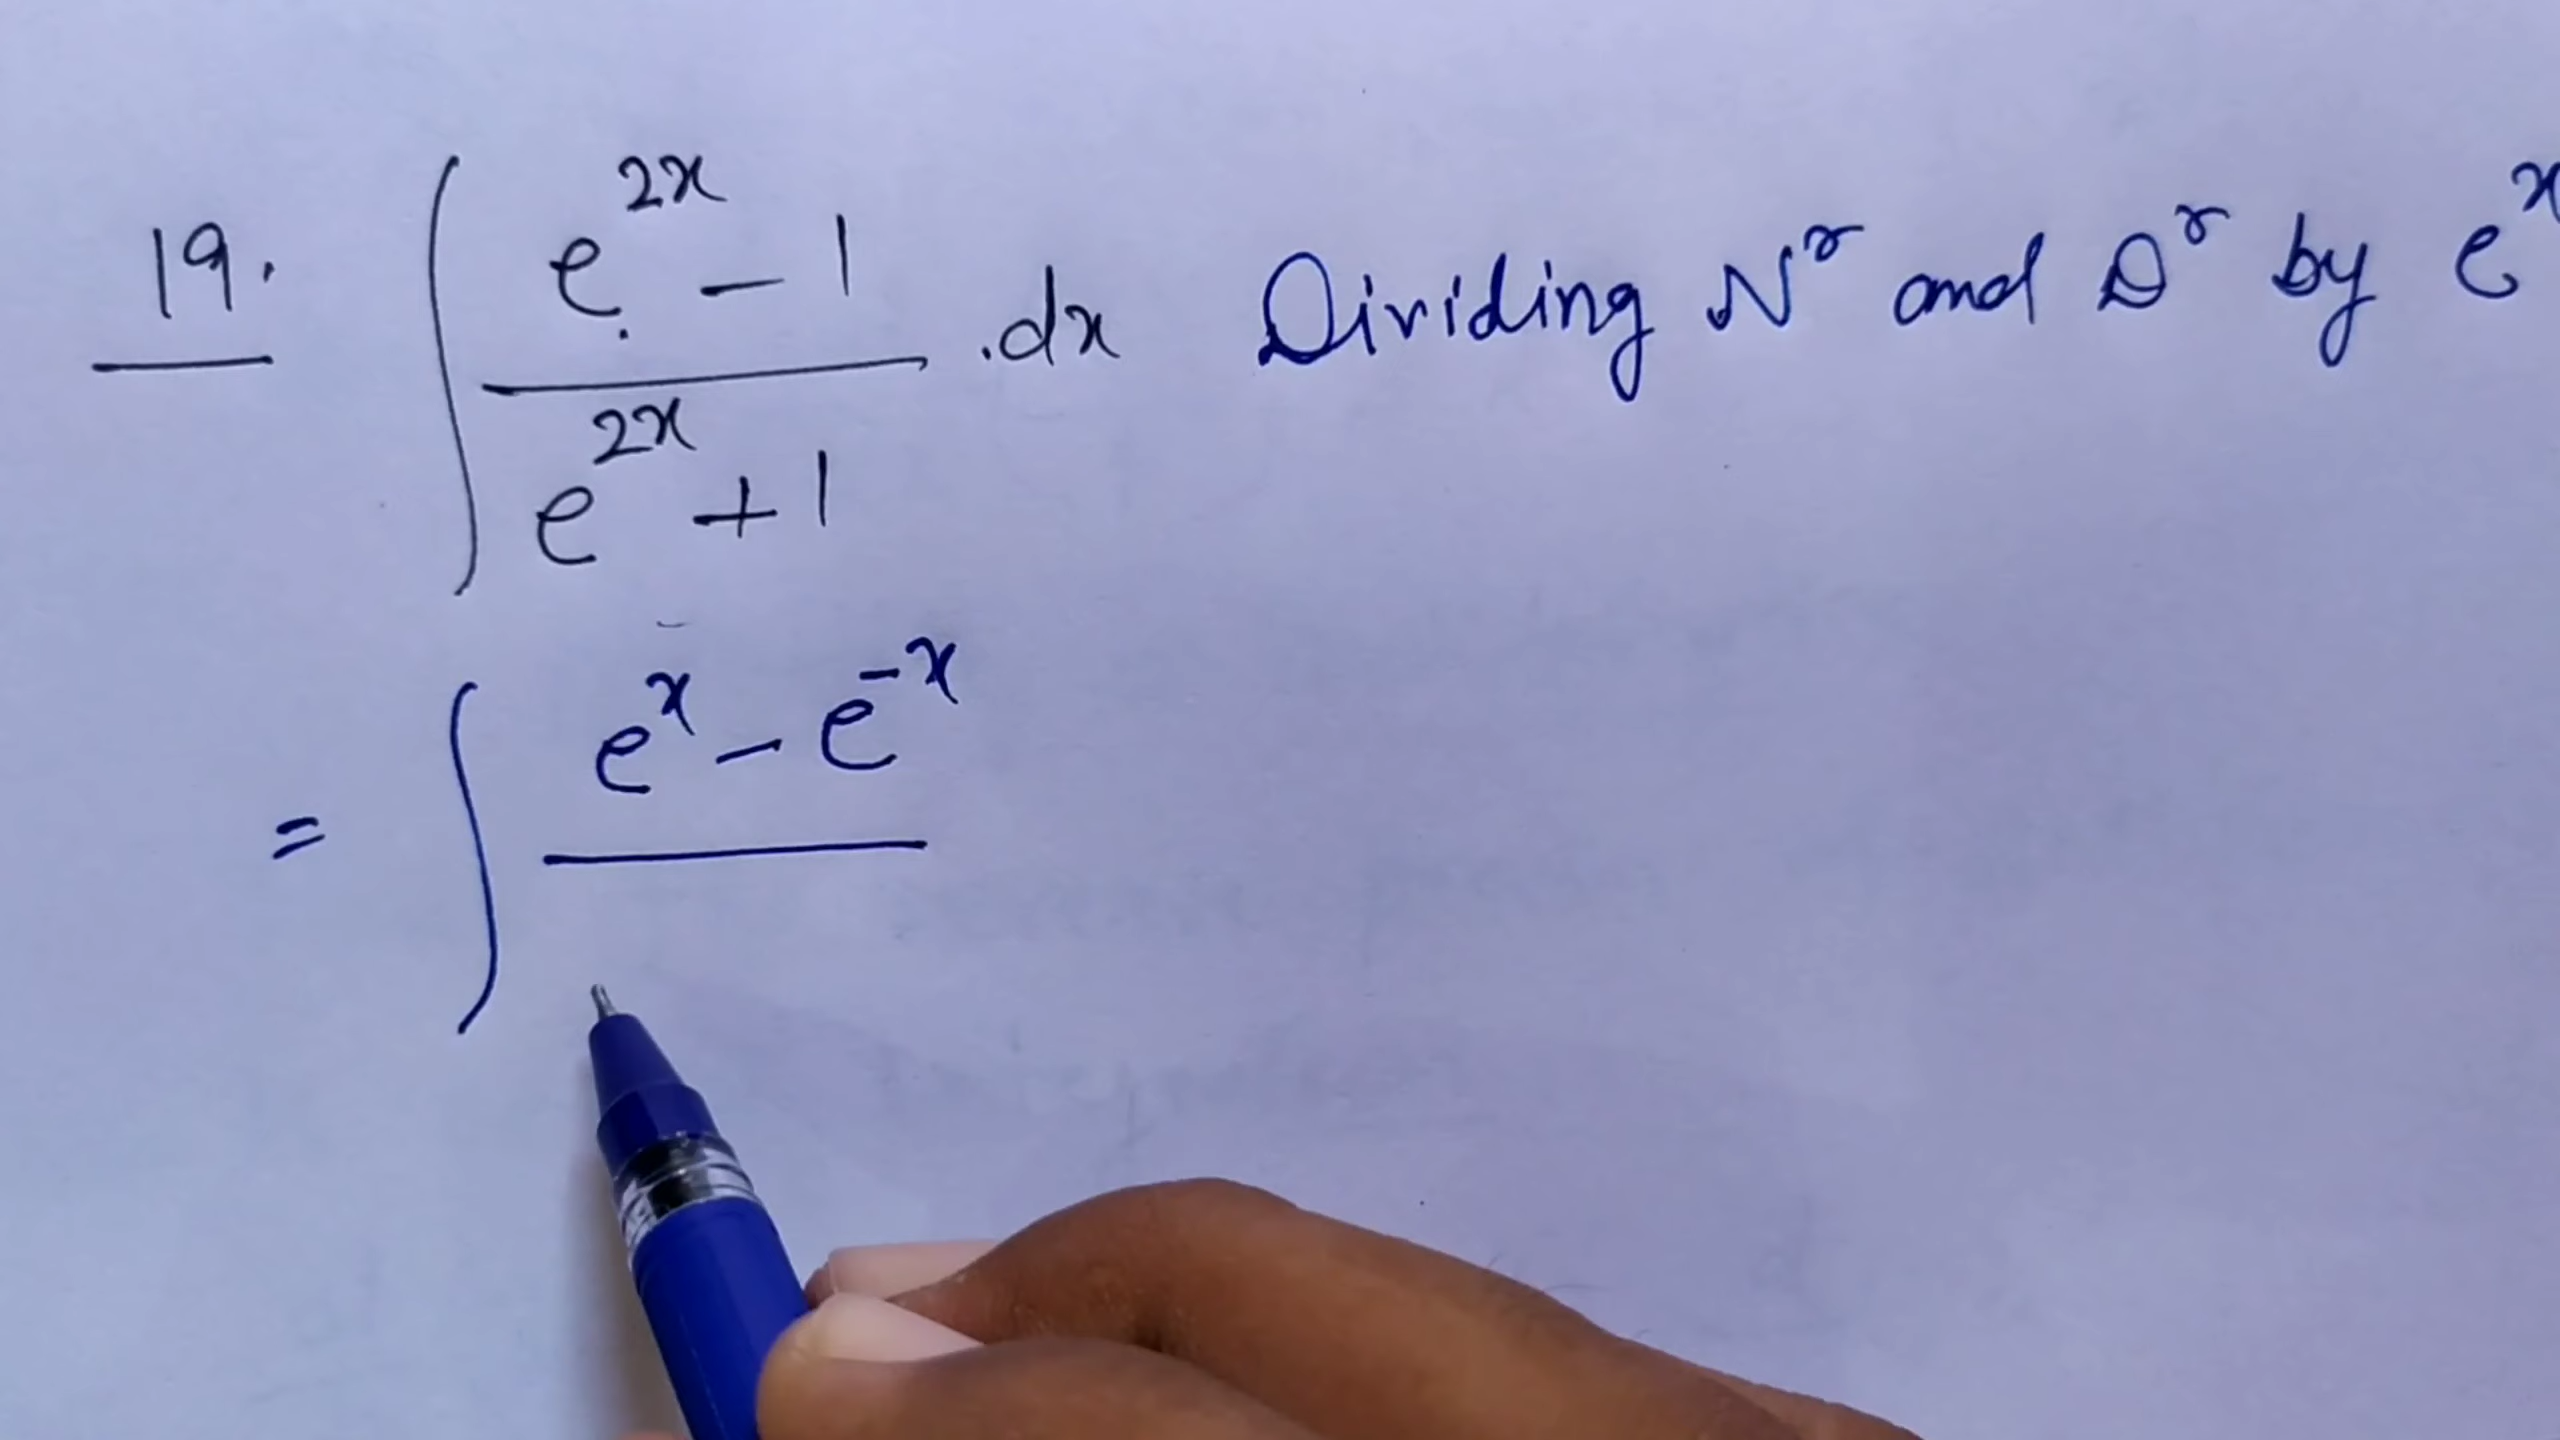 19. ∫ (e^{2x} - 1)/(e^{2x} + 1) .dx Dividing N^r and D^r by e^x
= ∫ (e^x - e^{-x})/